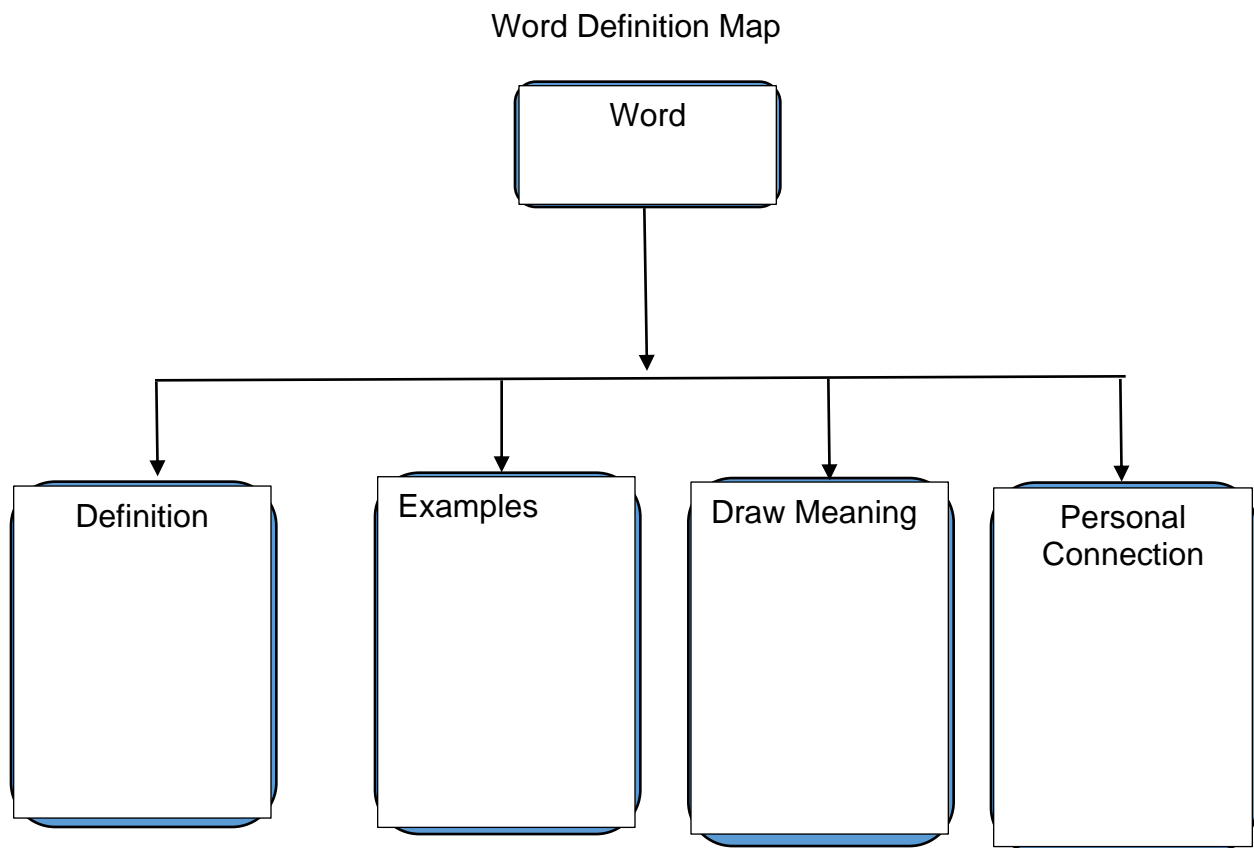 Word Definition Map
Word
Definition
Examples
Draw Meaning
Personal
Connection